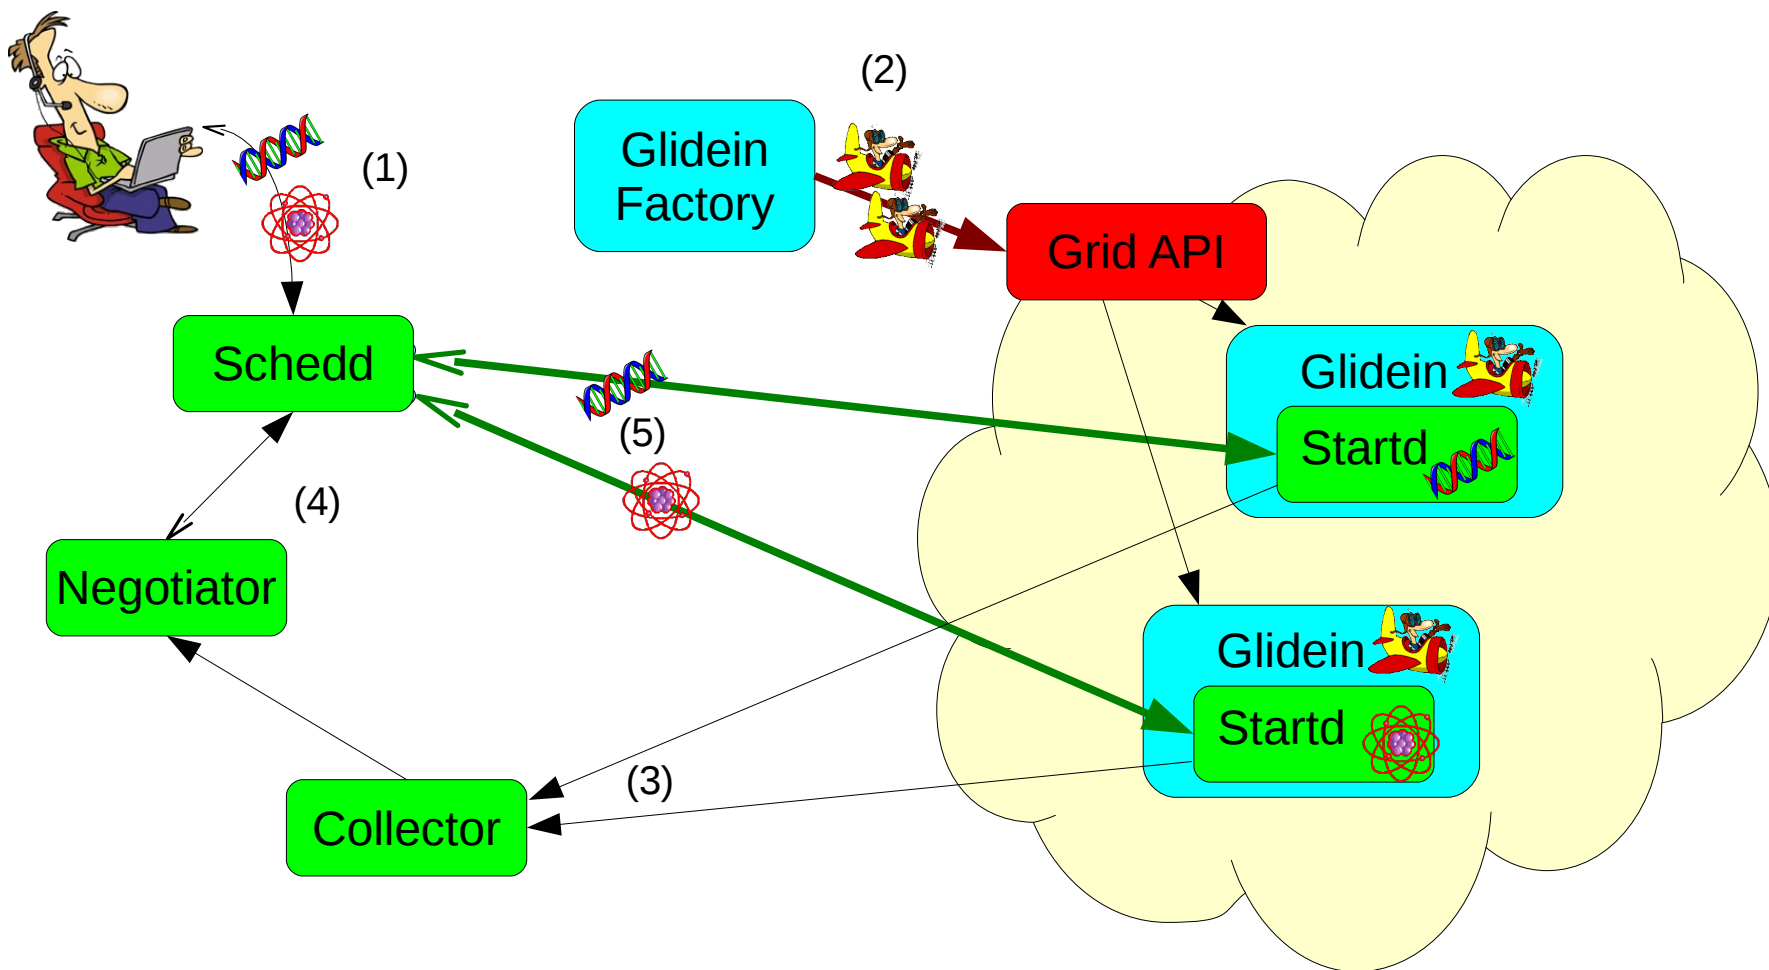 (2)
(1)
Glidein
Factory
Grid API
Schedd
Glidein
Startd
(5)
(4)
Negotiator
Glidein
Startd
(3)
Collector